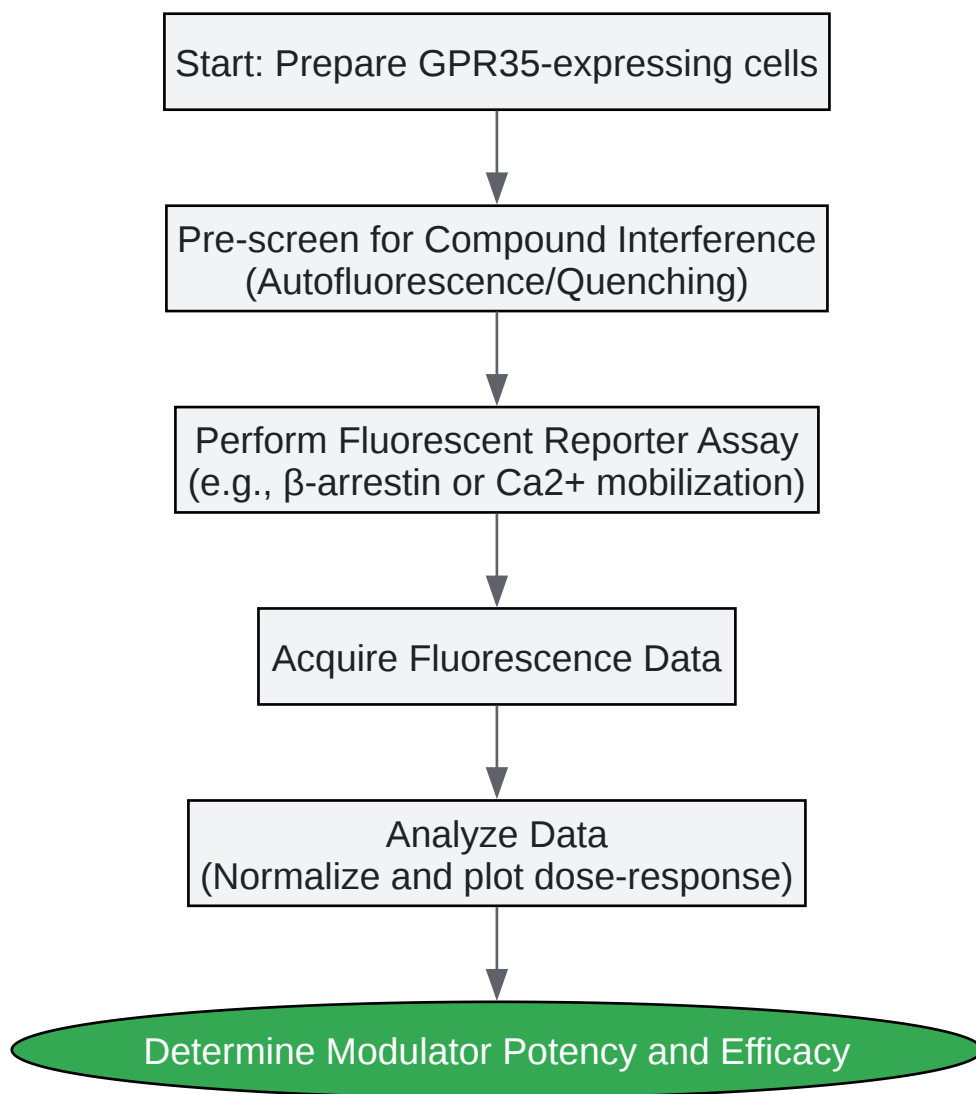 Start: Prepare GPR35-expressing cells
Pre-screen for Compound Interference
(Autofluorescence/Quenching)
Perform Fluorescent Reporter Assay
(e.g., β-arrestin or Ca2+ mobilization)
Acquire Fluorescence Data
Analyze Data
(Normalize and plot dose-response)
Determine Modulator Potency and Efficacy